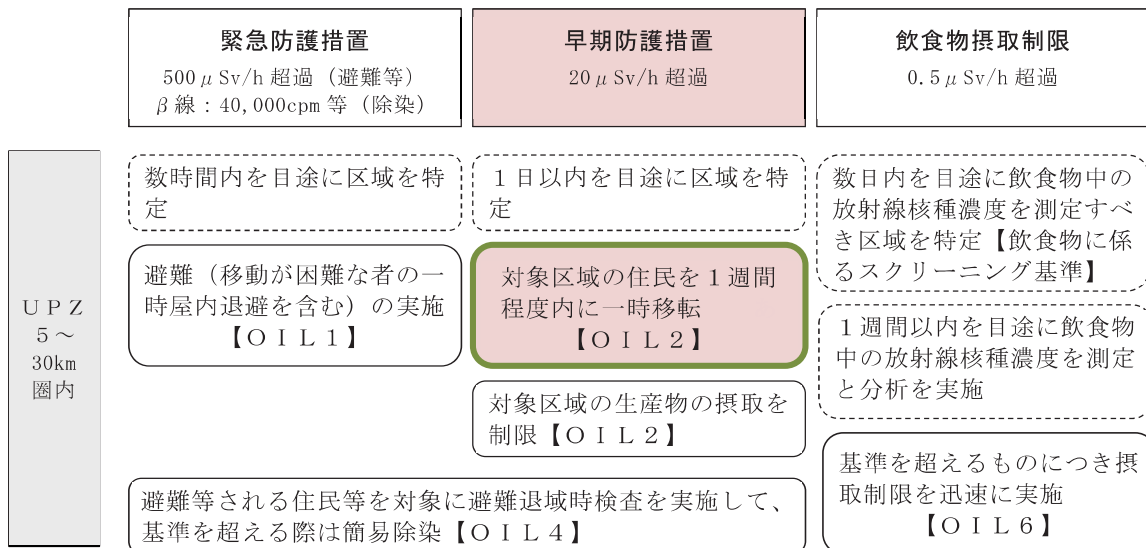 緊急防護措置
500μSv/h 超過（避難等）
β線：40,000cpm 等（除染）
早期防護措置
20μSv/h 超過
飲食物摂取制限
0.5μSv/h 超過
ＵＰＺ
５～
30km
圏内
数時間内を目途に区域を特
定
避難（移動が困難な者の一
時屋内退避を含む）の実施
【ＯＩＬ１】
１日以内を目途に区域を特
定
対象区域の住民を１週間
程度内に一時移転
【ＯＩＬ２】
対象区域の生産物の摂取を
制限【ＯＩＬ２】
避難等される住民等を対象に避難退域時検査を実施して、
基準を超える際は簡易除染【ＯＩＬ４】
数日内を目途に飲食物中の
放射線核種濃度を測定すべ
き区域を特定【飲食物に係
るスクリーニング基準】
１週間以内を目途に飲食物
中の放射線核種濃度を測定
と分析を実施
基準を超えるものにつき摂
取制限を迅速に実施
【ＯＩＬ６】